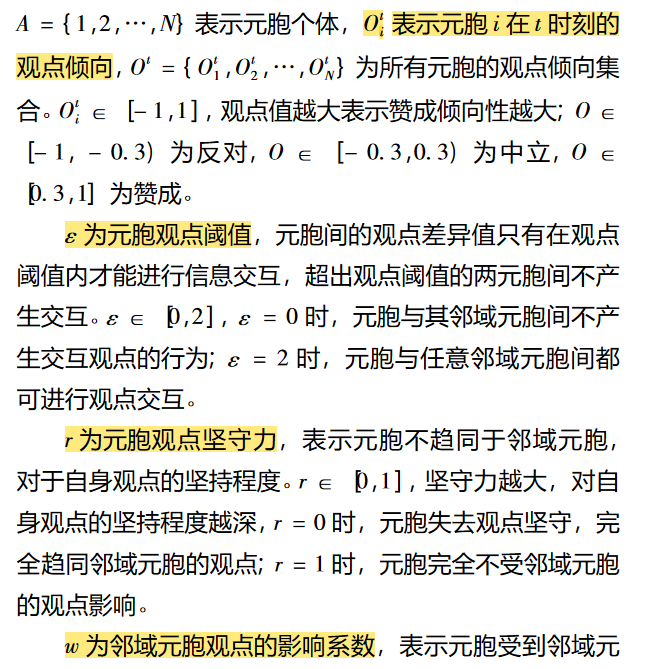 A = { 1,2,⋯,N} 表示元胞个体，O_i^t 表示元胞 i 在 t 时刻的
观点倾向，O^t = { O_1^t,O_2^t,⋯,O_N^t} 为所有元胞的观点倾向集
合。O_i^t ∈ [- 1,1]，观点值越大表示赞成倾向性越大；O ∈
[- 1，- 0.3) 为反对，O ∈ [- 0.3,0.3) 为中立，O ∈
[0.3,1] 为赞成。
ε 为元胞观点阈值，元胞间的观点差异值只有在观点
阈值内才能进行信息交互，超出观点阈值的两元胞间不产
生交互。ε ∈ [0,2]，ε = 0 时，元胞与其邻域元胞间不产
生交互观点的行为；ε = 2 时，元胞与任意邻域元胞间都
可进行观点交互。
r 为元胞观点坚守力，表示元胞不趋同于邻域元胞，
对于自身观点的坚持程度。r ∈ [0,1]，坚守力越大，对自
身观点的坚持程度越深，r = 0 时，元胞失去观点坚守，完
全趋同邻域元胞的观点；r = 1 时，元胞完全不受邻域元胞
的观点影响。
w 为邻域元胞观点的影响系数，表示元胞受到邻域元